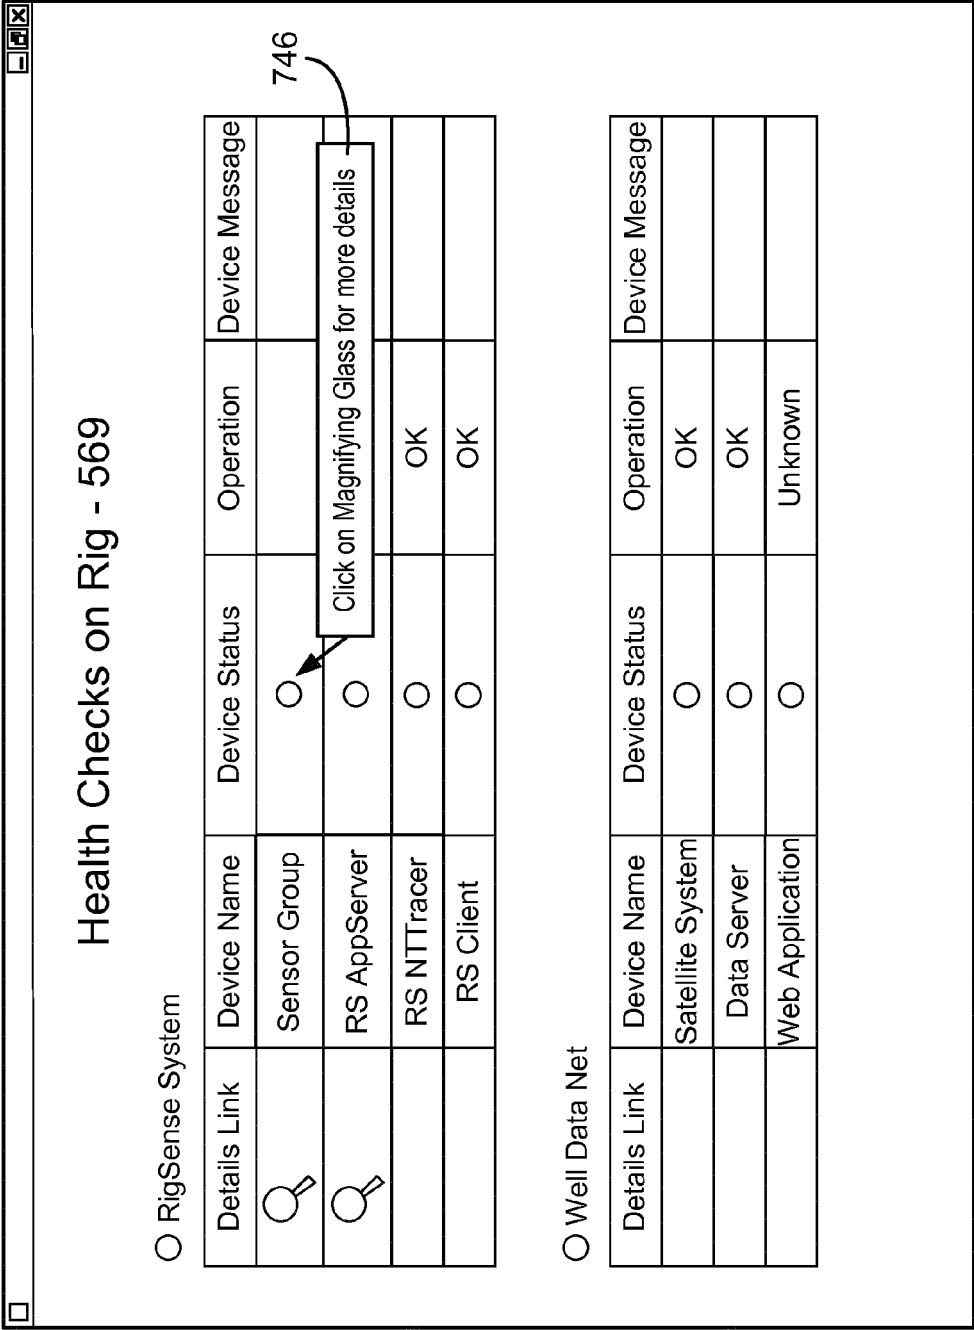 Health Checks on Rig - 569
RigSense System
Details Link Device Name Device Status Operation Device Message
746
Sensor Group
Click on Magnifying Glass for more details
RS AppServer
RS NTTracer OK
RS Client OK
Well Data Net
Details Link Device Name Device Status Operation Device Message
Satellite System OK
Data Server OK
Web Application Unknown